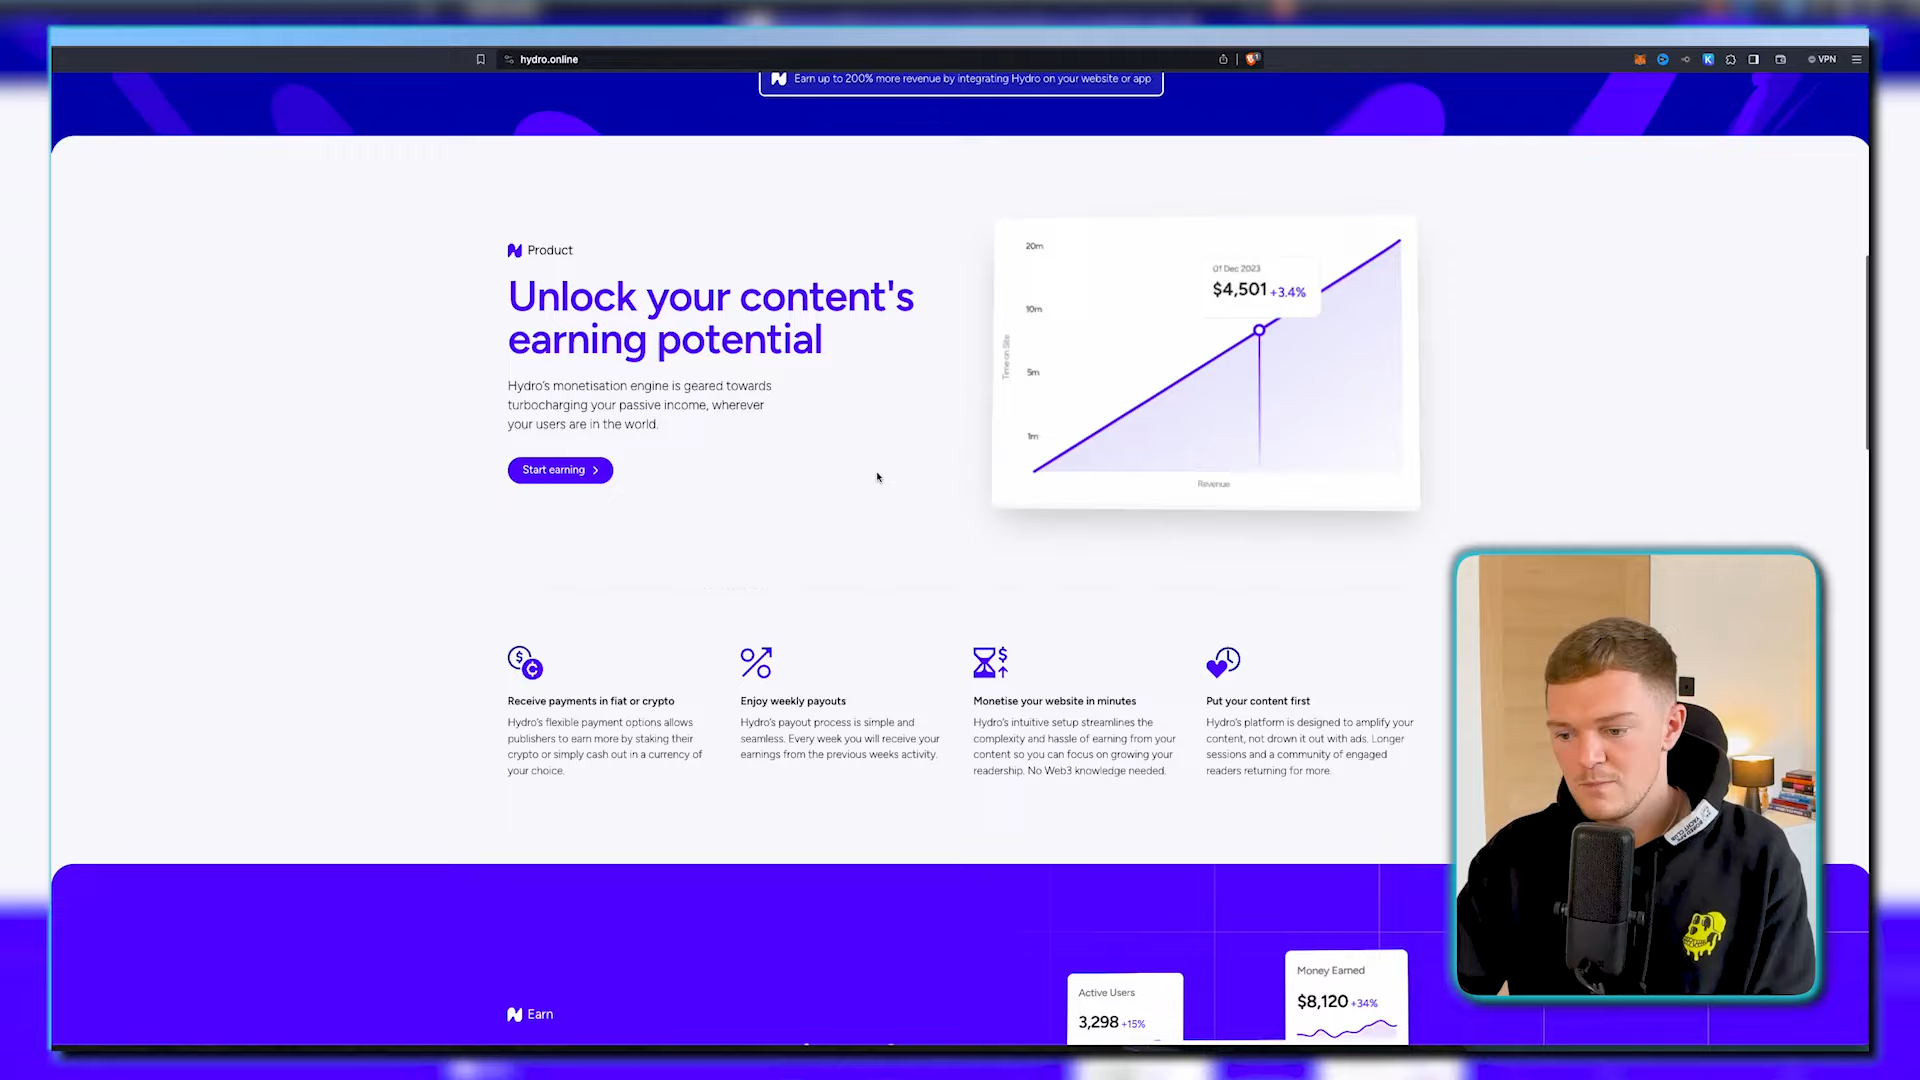 hydro.online
VPN
Earn up to 200% more revenue by integrating Hydro on your website or app
Product
Unlock your content's
earning potential
Hydro's monetisation engine is geared towards
turbocharging your passive income, wherever
your users are in the world.
Start earning
20m
10m
5m
1m
Time on Site
01 Dec 2023
$4,501 +3.4%
Revenue
Receive payments in fiat or crypto
Hydro's flexible payment options allows
publishers to earn more by staking their
crypto or simply cash out in a currency of
your choice.
Enjoy weekly payouts
Hydro's payout process is simple and
seamless. Every week you will receive your
earnings from the previous weeks activity.
Monetise your website in minutes
Hydro's intuitive setup streamlines the
complexity and hassle of earning from your
content so you can focus on growing your
readership. No Web3 knowledge needed.
Put your content first
Hydro's platform is designed to amplify your
content, not drown it out with ads. Longer
sessions and a community of engaged
readers returning for more.
Earn
Active Users
3,298 +15%
Money Earned
$8,120 +34%
BORED APE
YACHT CLUB